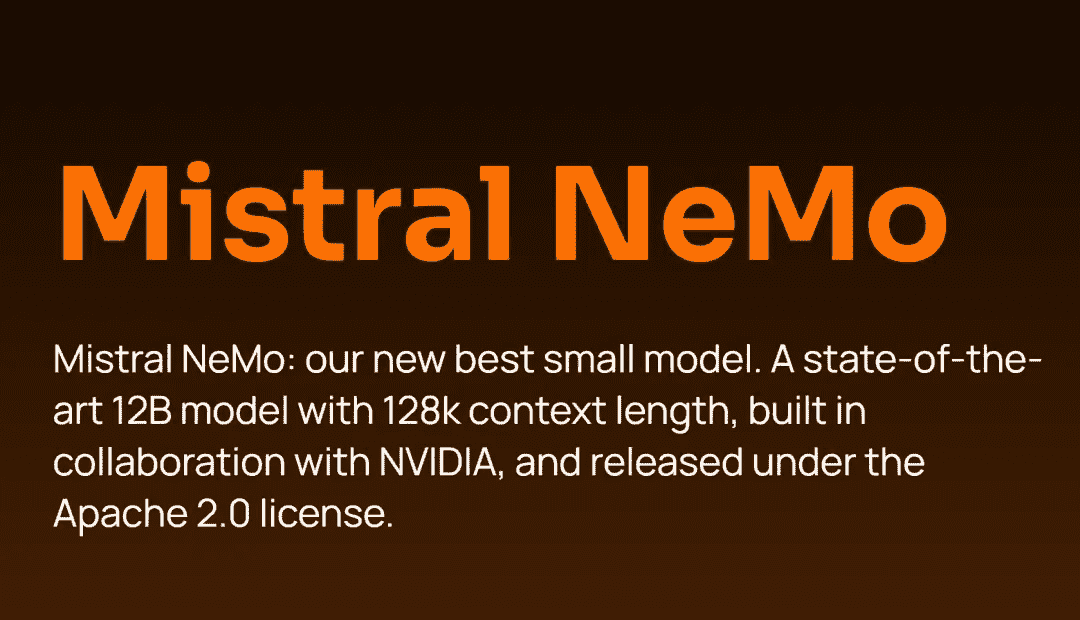 Mistral NeMo
Mistral NeMo: our new best small model. A state-of-the-
art 12B model with 128k context length, built in
collaboration with NVIDIA, and released under the
Apache 2.0 license.